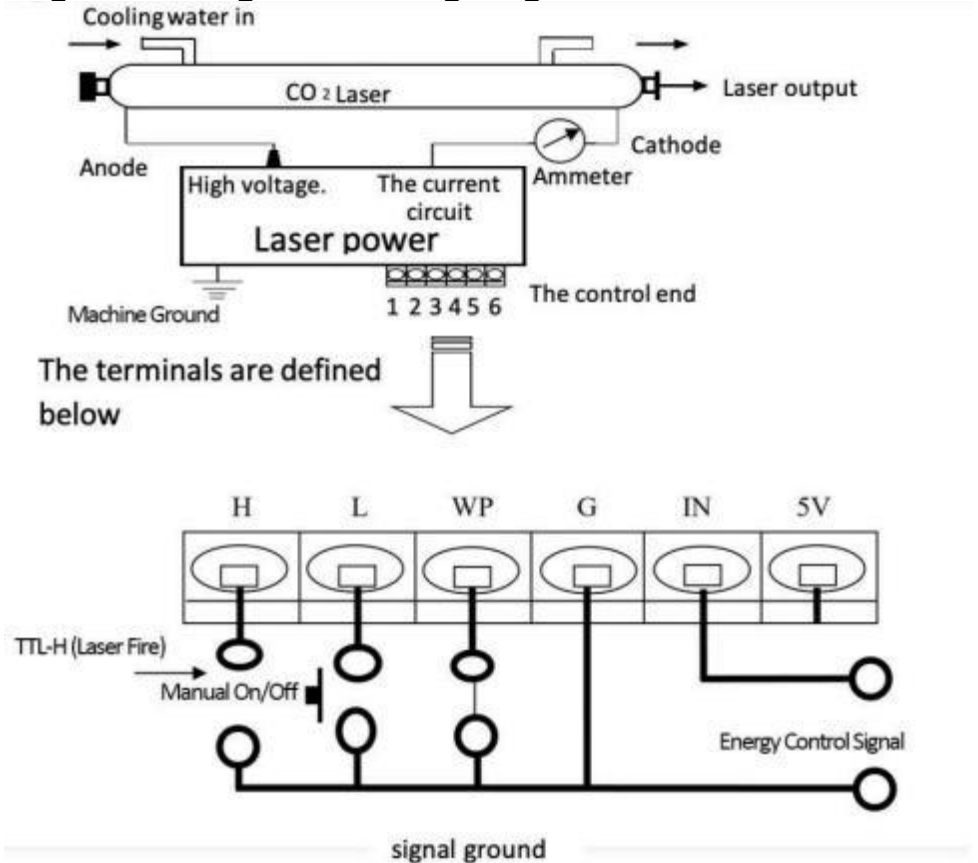 Cooling water in
CO 2 Laser
Laser output
Cathode
Anode
Ammeter
High voltage.
The current
circuit
Laser power
The control end
Machine Ground
1 2 3 4 5 6
The terminals are defined
below
H L WP G IN 5V
TTL-H (Laser Fire)
Manual On/Off
Energy Control Signal
signal ground